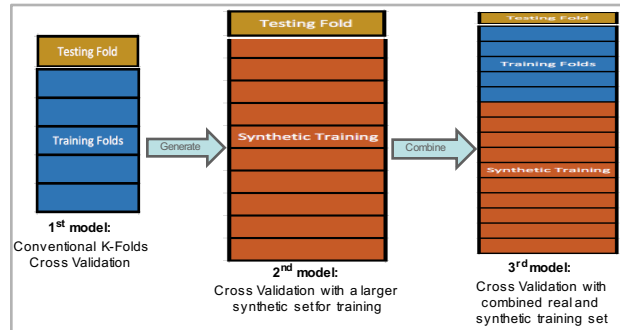 Testing Fold
Training Folds
1st model:
Conventional K-Folds
Cross Validation
Generate
Testing Fold
Synthetic Training
2nd model:
Cross Validation with a larger
synthetic set for training
Combine
Testing Fold
Training Folds
Synthetic Training
3rd model:
Cross Validation with
combined real and
synthetic training set